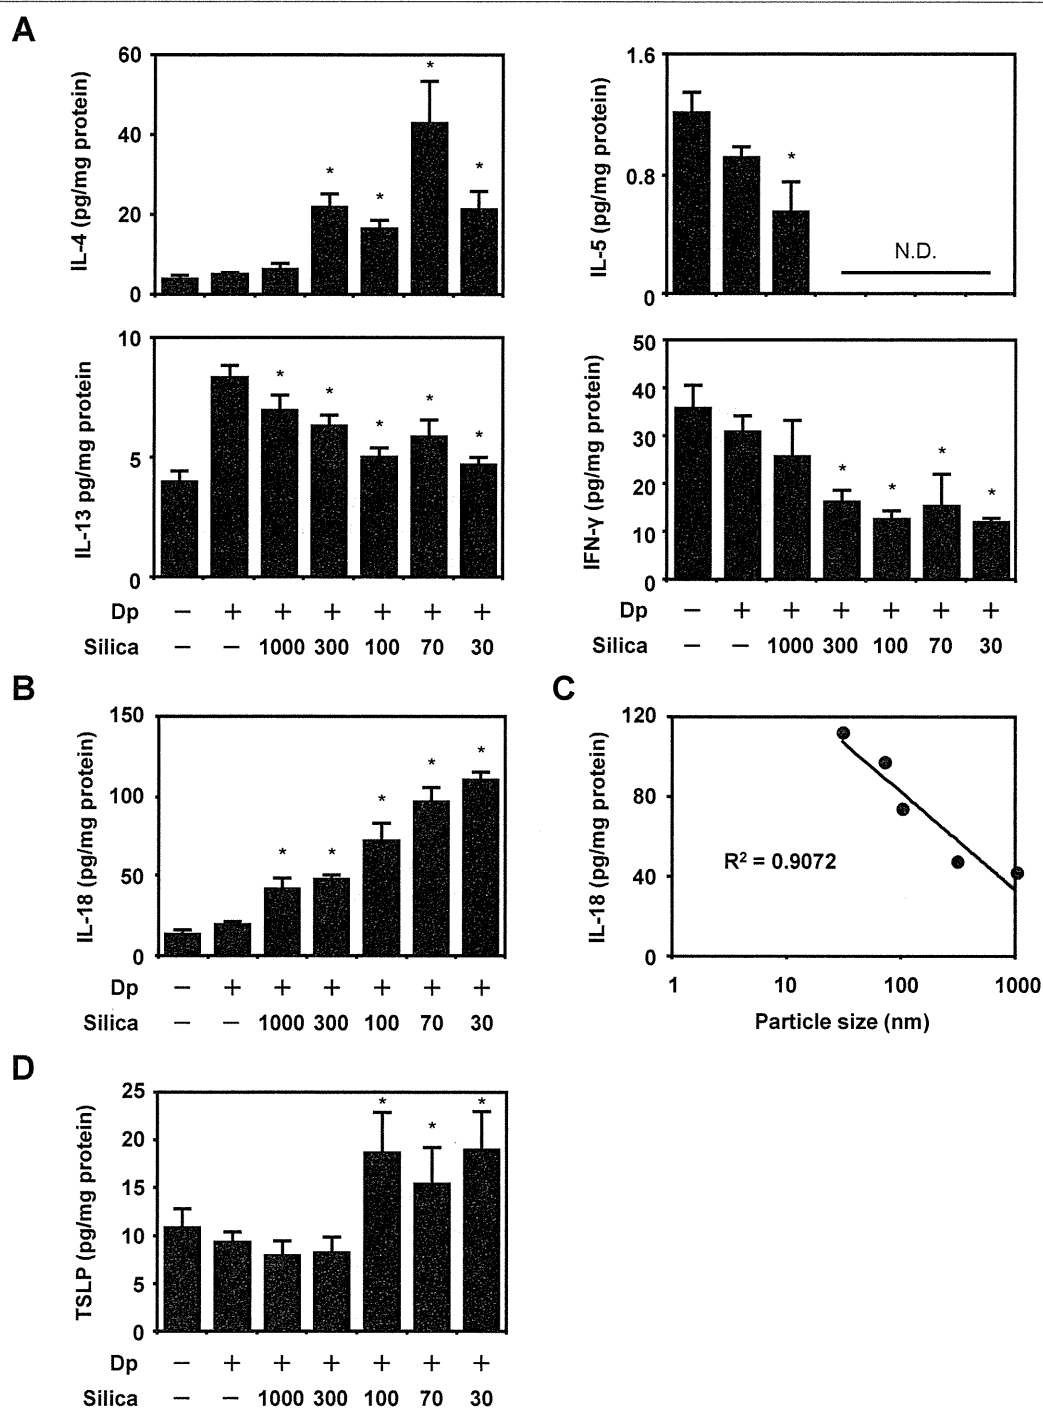 A
IL-4 (pg/mg protein)
60
40
20
0
* * * *
IL-5 (pg/mg protein)
1.6
0.8
0
*
N.D.
IL-13 pg/mg protein
10
5
0
* * * * *
Dp − + + + + + +
Silica − − 1000 300 100 70 30
IFN-γ (pg/mg protein)
50
40
30
20
10
0
* * * *
Dp − + + + + + +
Silica − − 1000 300 100 70 30
B
IL-18 (pg/mg protein)
150
100
50
0
* * * * *
Dp − + + + + + +
Silica − − 1000 300 100 70 30
C
IL-18 (pg/mg protein)
120
80
40
0
R² = 0.9072
1 10 100 1000
Particle size (nm)
D
TSLP (pg/mg protein)
25
20
15
10
5
0
* * *
Dp − + + + + + +
Silica − − 1000 300 100 70 30